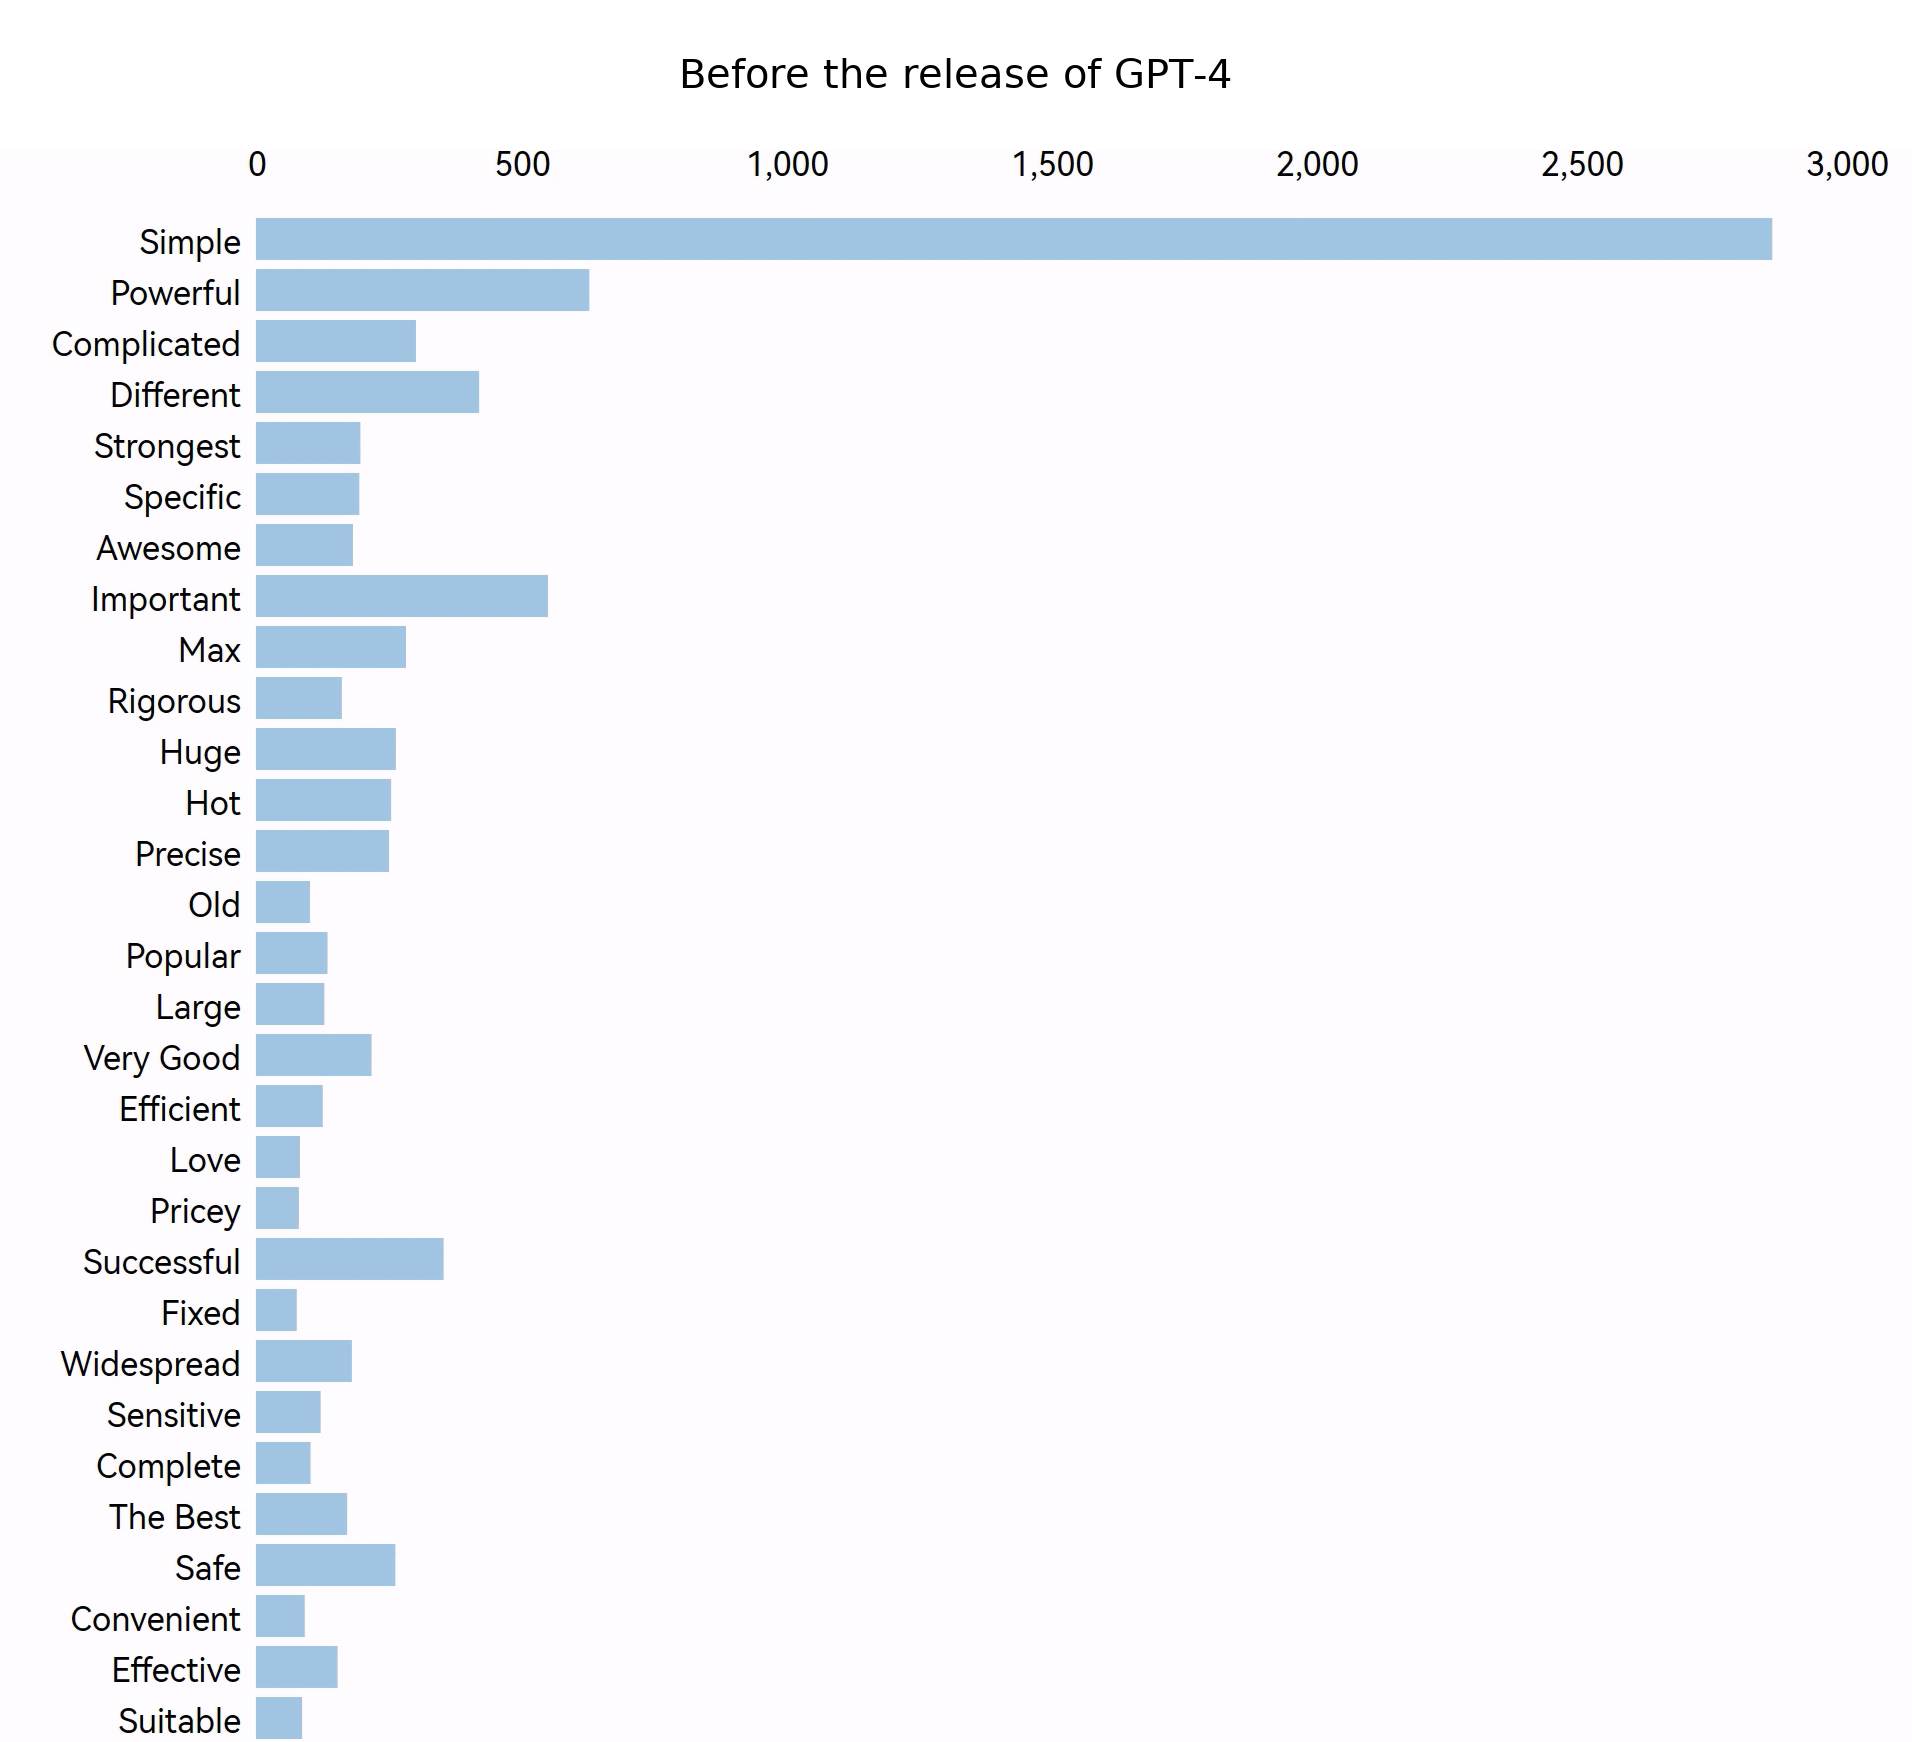 Before the release of GPT-4
0 500 1,000 1,500 2,000 2,500 3,000
Simple
Powerful
Complicated
Different
Strongest
Specific
Awesome
Important
Max
Rigorous
Huge
Hot
Precise
Old
Popular
Large
Very Good
Efficient
Love
Pricey
Successful
Fixed
Widespread
Sensitive
Complete
The Best
Safe
Convenient
Effective
Suitable